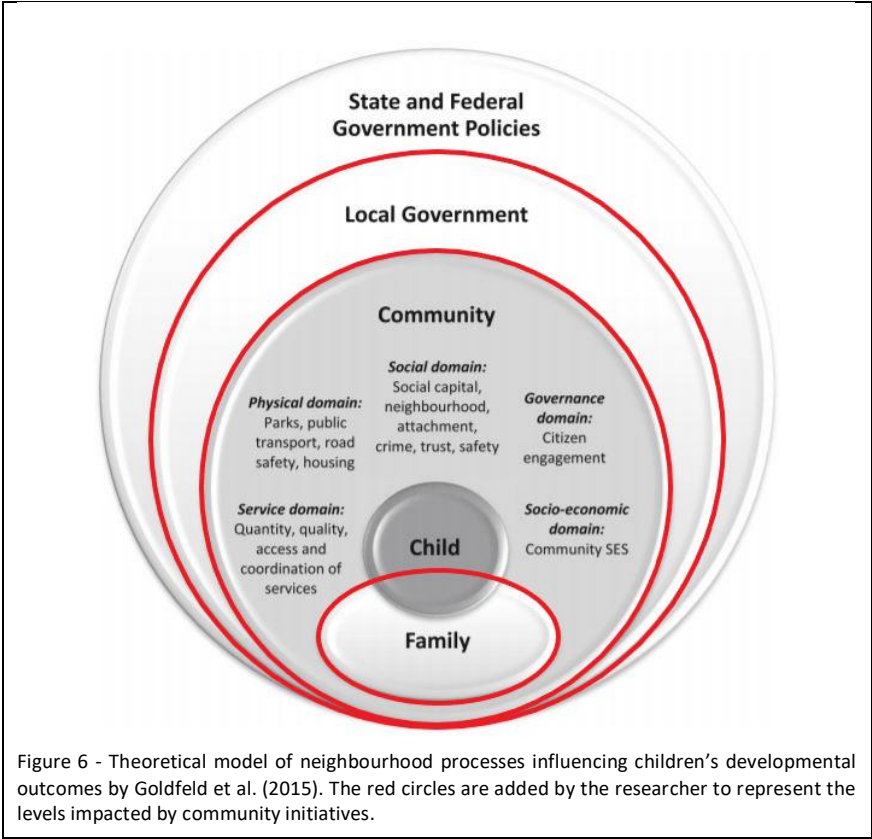 State and Federal
Government Policies
Local Government
Community
Social domain:
Social capital,
neighbourhood,
attachment,
crime, trust, safety
Physical domain:
Parks, public
transport, road
safety, housing
Governance
domain:
Citizen
engagement
Service domain:
Quantity, quality,
access and
coordination of
services
Child
Socio-economic
domain:
Community SES
Family
Figure 6 - Theoretical model of neighbourhood processes influencing children’s developmental
outcomes by Goldfeld et al. (2015). The red circles are added by the researcher to represent the
levels impacted by community initiatives.